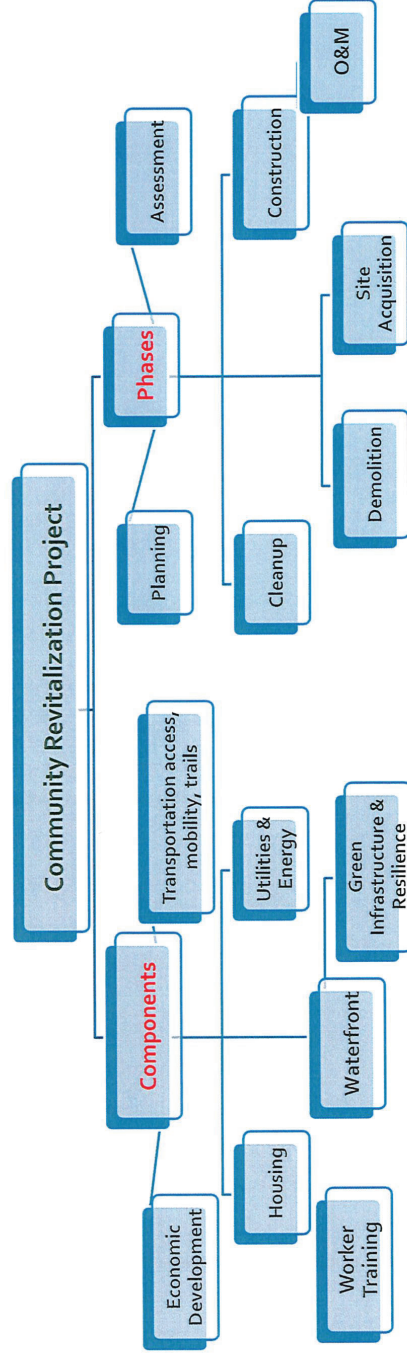 Community Revitalization Project
Components
Phases
Economic
Development
Transportation access,
mobility, trails
Planning
Assessment
Housing
Utilities &
Energy
Cleanup
Construction
Worker
Training
Waterfront
Green
Infrastructure &
Resilience
Demolition
Site
Acquisition
O&M